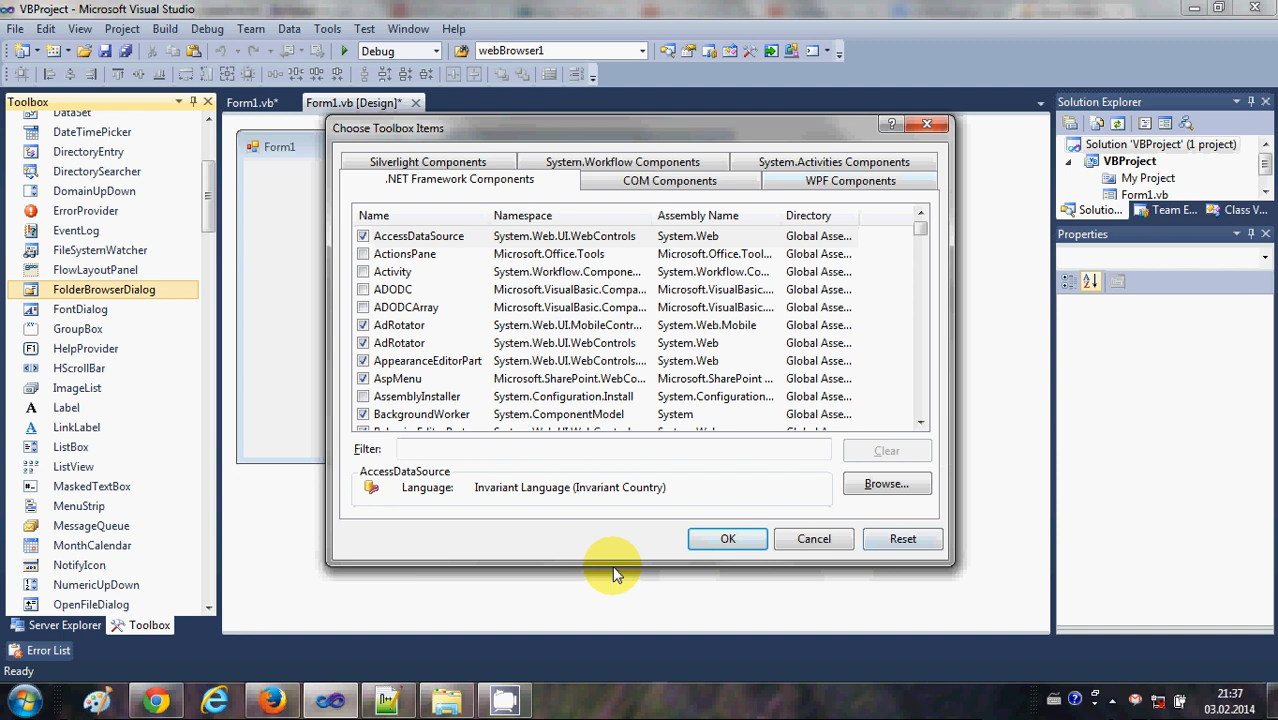 VBProject - Microsoft Visual Studio
File Edit View Project Build Debug Team Data Tools Test Window Help
Debug webBrowser1
Toolbox
DataSet
DateTimePicker
DirectoryEntry
DirectorySearcher
DomainUpDown
ErrorProvider
EventLog
FileSystemWatcher
FlowLayoutPanel
FolderBrowserDialog
FontDialog
GroupBox
HelpProvider
HScrollBar
ImageList
Label
LinkLabel
ListBox
ListView
MaskedTextBox
MenuStrip
MessageQueue
MonthCalendar
NotifyIcon
NumericUpDown
OpenFileDialog
Server Explorer Toolbox
Form1.vb* Form1.vb [Design]*
Form1
Choose Toolbox Items
Silverlight Components System.Workflow Components System.Activities Components
.NET Framework Components COM Components WPF Components
Name Namespace Assembly Name Directory
AccessDataSource System.Web.UI.WebControls System.Web Global Asse...
ActionsPane Microsoft.Office.Tools Microsoft.Office.Tool... Global Asse...
Activity System.Workflow.Compone... System.Workflow.Co... Global Asse...
ADODC Microsoft.VisualBasic.Compa... Microsoft.VisualBasic... Global Asse...
ADODCArray Microsoft.VisualBasic.Compa... Microsoft.VisualBasic... Global Asse...
AdRotator System.Web.UI.MobileContr... System.Web.Mobile Global Asse...
AdRotator System.Web.UI.WebControls System.Web Global Asse...
AppearanceEditorPart System.Web.UI.WebControls.... System.Web Global Asse...
AspMenu Microsoft.SharePoint.WebCo... Microsoft.SharePoint ... Global Asse...
AssemblyInstaller System.Configuration.Install System.Configuration... Global Asse...
BackgroundWorker System.ComponentModel System Global Asse...
Filter: Clear
AccessDataSource
Language: Invariant Language (Invariant Country)
Browse...
OK Cancel Reset
Solution Explorer
Solution 'VBProject' (1 project)
VBProject
My Project
Form1.vb
Solutio... Team E... Class V...
Properties
Error List
Ready
21:37
03.02.2014